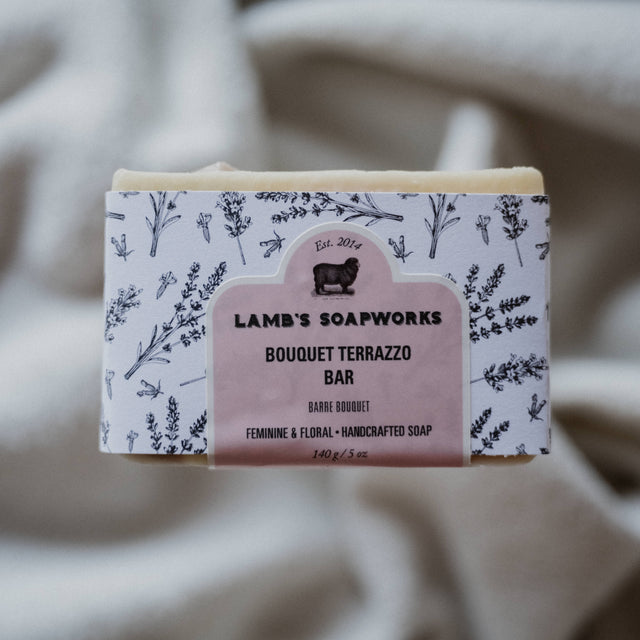 Est. 2014
LAMB'S SOAPWORKS
BOUQUET TERRAZZO
BAR
BARRE BOUQUET
FEMININE & FLORAL • HANDCRAFTED SOAP
140 g / 5 oz